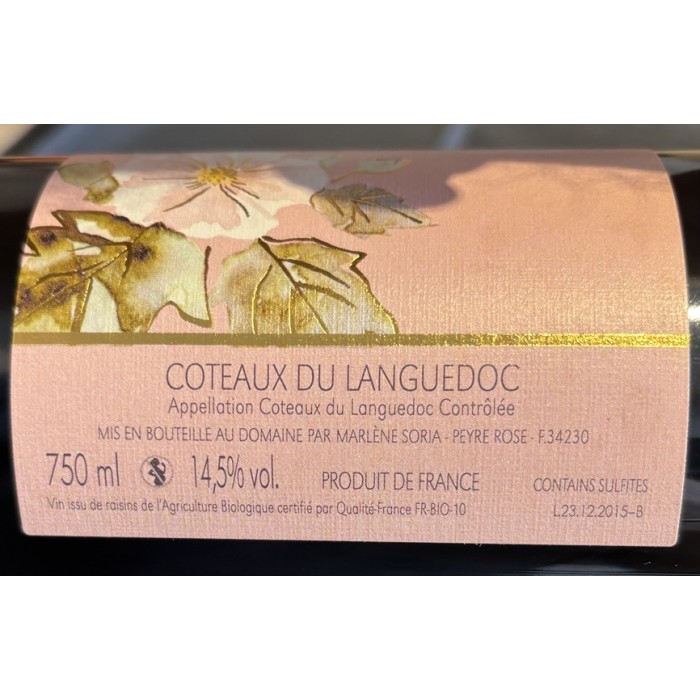 COTEAUX DU LANGUEDOC
Appellation Coteaux du Languedoc Contrôlée
MIS EN BOUTEILLE AU DOMAINE PAR MARLÈNE SORIA - PEYRE ROSE - F.34230
750 ml 14,5% vol. PRODUIT DE FRANCE CONTAINS SULFITES
Vin issu de raisins de l'Agriculture Biologique certifié par Qualité-France FR-BIO-10 L.23.12.2015-B